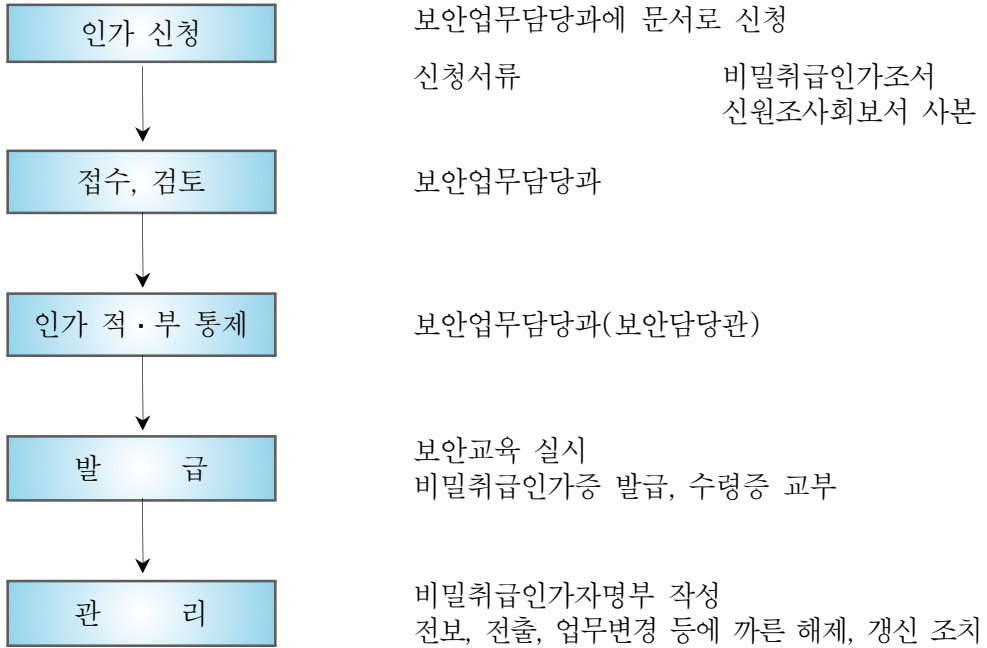 인가 신청
보안업무담당과에 문서로 신청
신청서류 비밀취급인가조서
신원조사회보서 사본
접수, 검토
보안업무담당과
인가 적·부 통제
보안업무담당과(보안담당관)
발 급
보안교육 실시
비밀취급인가증 발급, 수령증 교부
관 리
비밀취급인가자명부 작성
전보, 전출, 업무변경 등에 까른 해제, 갱신 조치